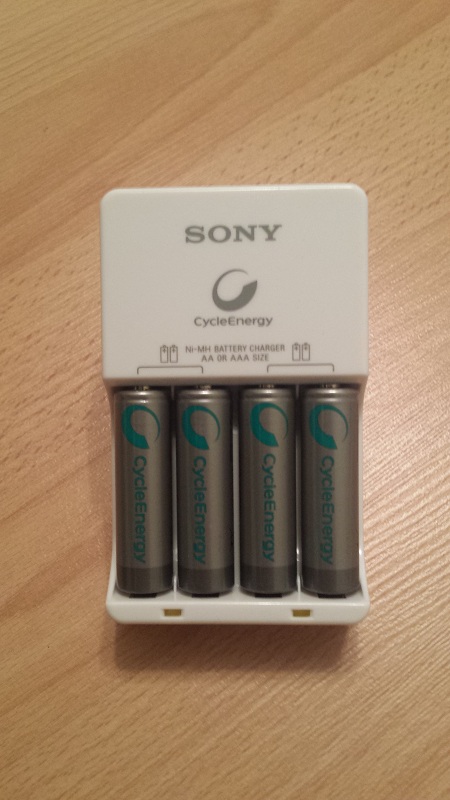 SONY
CycleEnergy
Ni-MH BATTERY CHARGER
AA OR AAA SIZE
CycleEnergy
CycleEnergy
CycleEnergy
CycleEnergy